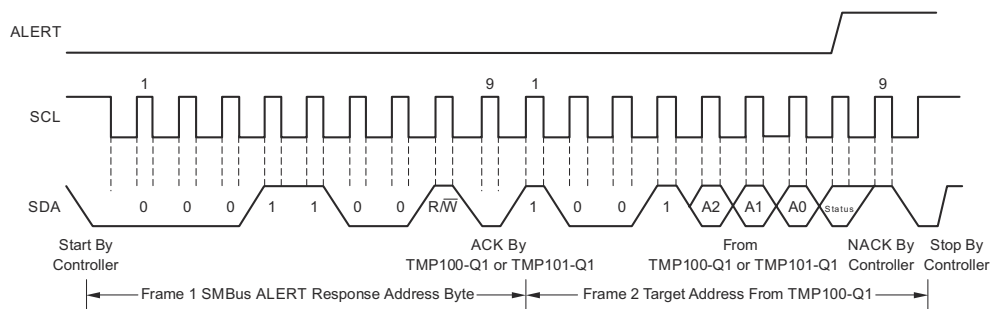 ALERT
1 9 1 9
SCL
SDA
0 0 0 1 1 0 0 R/W̅ 1 0 0 1 A2 A1 A0 Status
Start By
Controller
ACK By
TMP100-Q1 or TMP101-Q1
From
TMP100-Q1 or TMP101-Q1
NACK By
Controller
Stop By
Controller
Frame 1 SMBus ALERT Response Address Byte
Frame 2 Target Address From TMP100-Q1